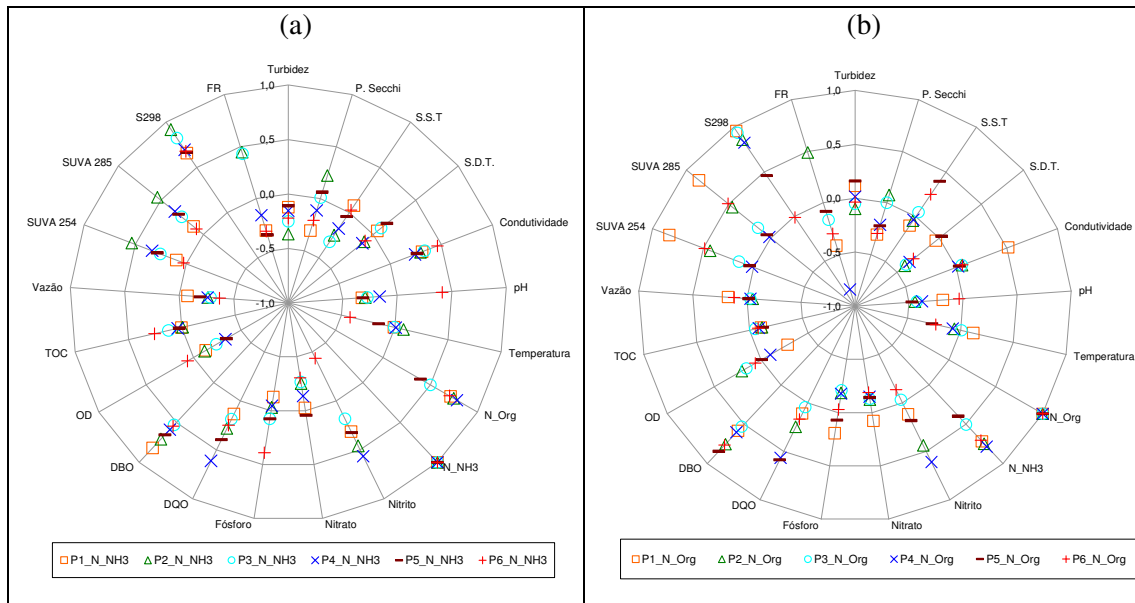 (a)
Turbidez
P. Secchi
S.S.T
S.D.T.
Condutividade
pH
Temperatura
N_Org
N_NH3
Nitrito
Nitrato
Fósforo
DQO
DBO
OD
TOC
Vazão
SUVA 254
SUVA 285
S298
FR
1,0
0,5
0,0
-0,5
-1,0
P1_N_NH3 P2_N_NH3 P3_N_NH3 P4_N_NH3 P5_N_NH3 P6_N_NH3
(b)
Turbidez
P. Secchi
S.S.T
S.D.T.
Condutividade
pH
Temperatura
N_Org
N_NH3
Nitrito
Nitrato
Fósforo
DQO
DBO
OD
TOC
Vazão
SUVA 254
SUVA 285
S298
FR
1,0
0,5
0,0
-0,5
-1,0
P1_N_Org P2_N_Org P3_N_Org P4_N_Org P5_N_Org P6_N_Org